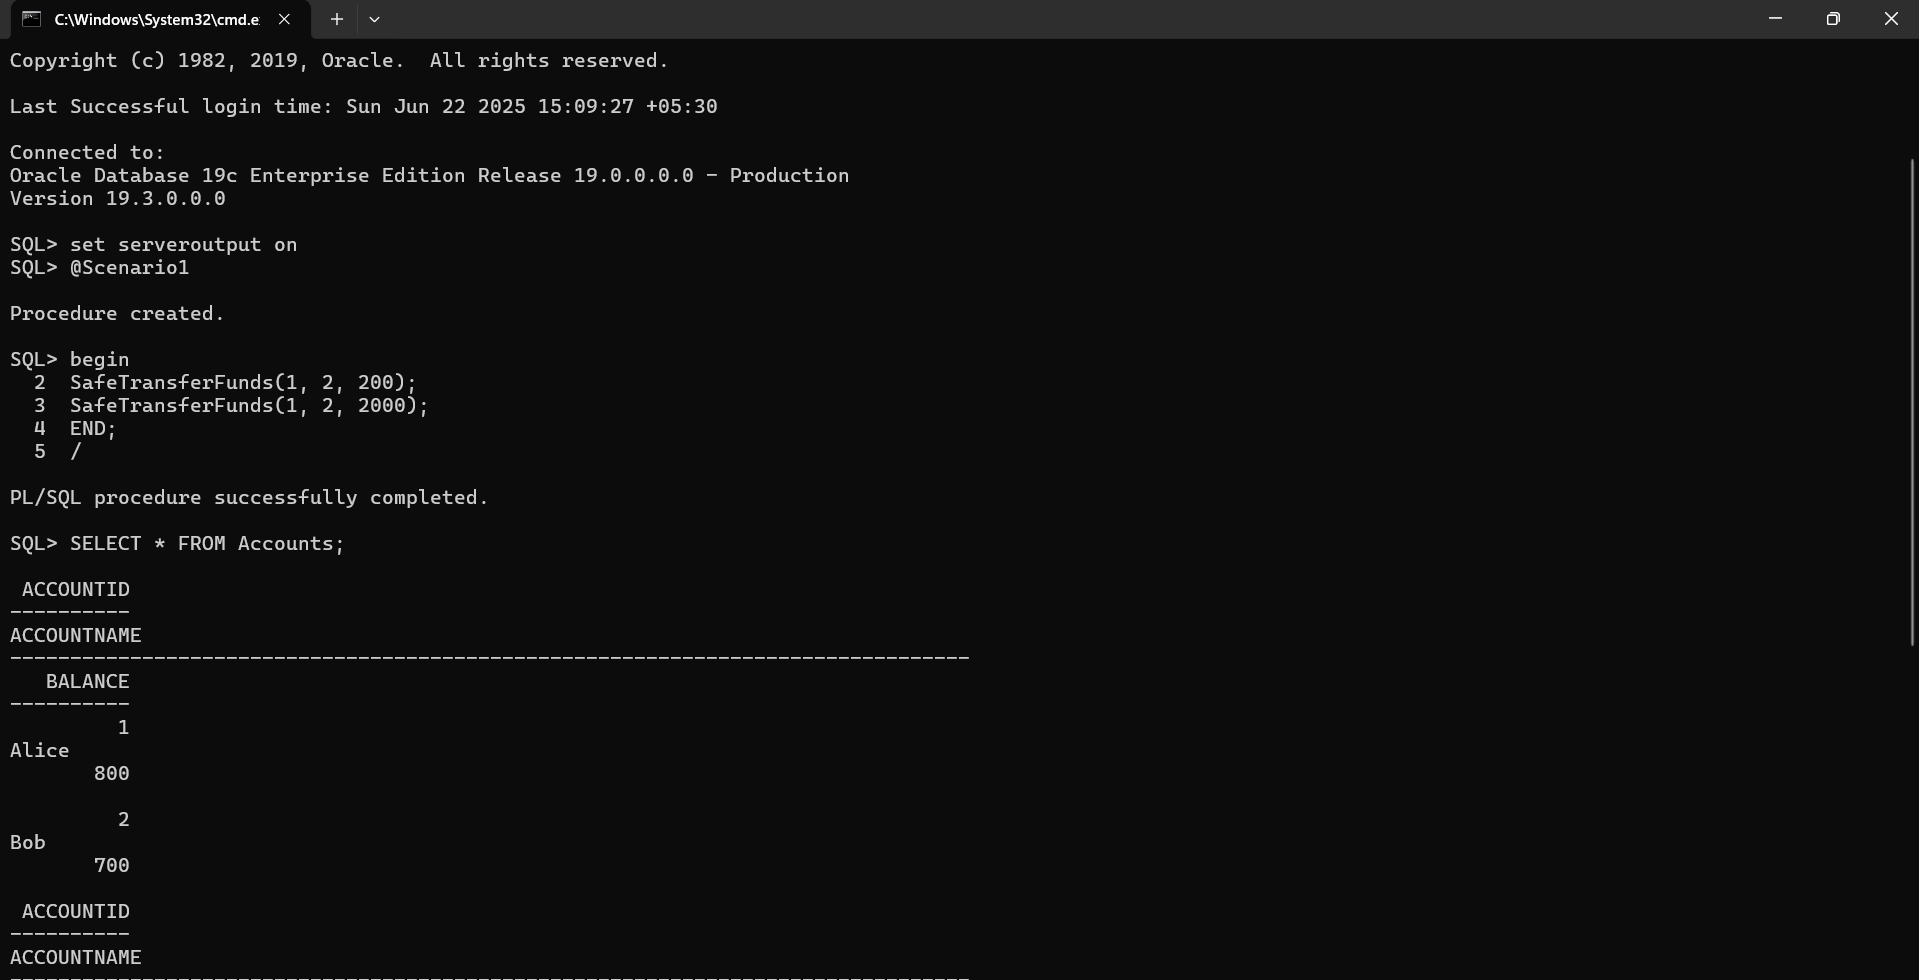 C:\Windows\System32\cmd.e
Copyright (c) 1982, 2019, Oracle.  All rights reserved.
Last Successful login time: Sun Jun 22 2025 15:09:27 +05:30
Connected to:
Oracle Database 19c Enterprise Edition Release 19.0.0.0.0 - Production
Version 19.3.0.0.0
SQL> set serveroutput on
SQL> @Scenario1
Procedure created.
SQL> begin
  2  SafeTransferFunds(1, 2, 200);
  3  SafeTransferFunds(1, 2, 2000);
  4  END;
  5  /
PL/SQL procedure successfully completed.
SQL> SELECT * FROM Accounts;
 ACCOUNTID
----------
ACCOUNTNAME
--------------------------------------------------------------------------------
   BALANCE
----------
         1
Alice
       800
         2
Bob
       700
 ACCOUNTID
----------
ACCOUNTNAME
--------------------------------------------------------------------------------